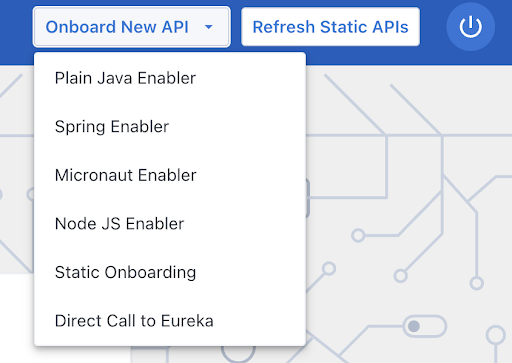 Onboard New API
Refresh Static APIs
Plain Java Enabler
Spring Enabler
Micronaut Enabler
Node JS Enabler
Static Onboarding
Direct Call to Eureka